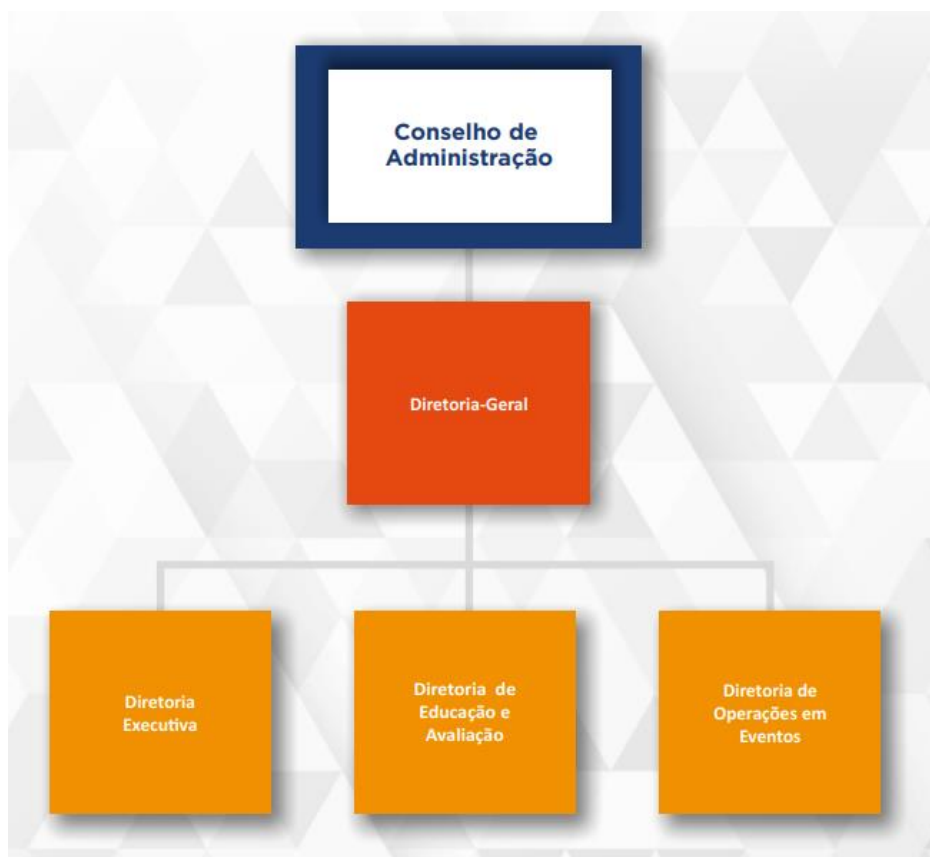 Conselho de
Administração
Diretoria-Geral
Diretoria
Executiva
Diretoria de
Educação e
Avaliação
Diretoria de
Operações em
Eventos